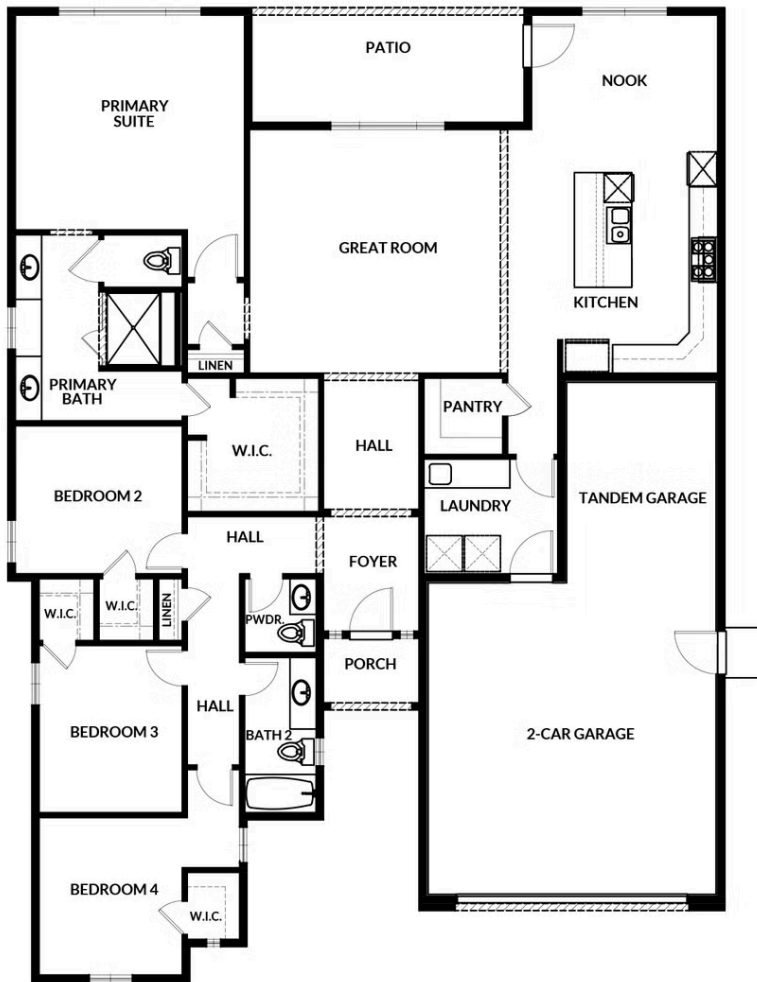 PATIO
NOOK
PRIMARY
SUITE
GREAT ROOM
KITCHEN
LINEN
PRIMARY
BATH
PANTRY
W.I.C.
HALL
BEDROOM 2
LAUNDRY
TANDEM GARAGE
HALL
FOYER
W.I.C.
W.I.C.
LINEN
PWDR.
PORCH
HALL
BEDROOM 3
BATH 2
2-CAR GARAGE
BEDROOM 4
W.I.C.